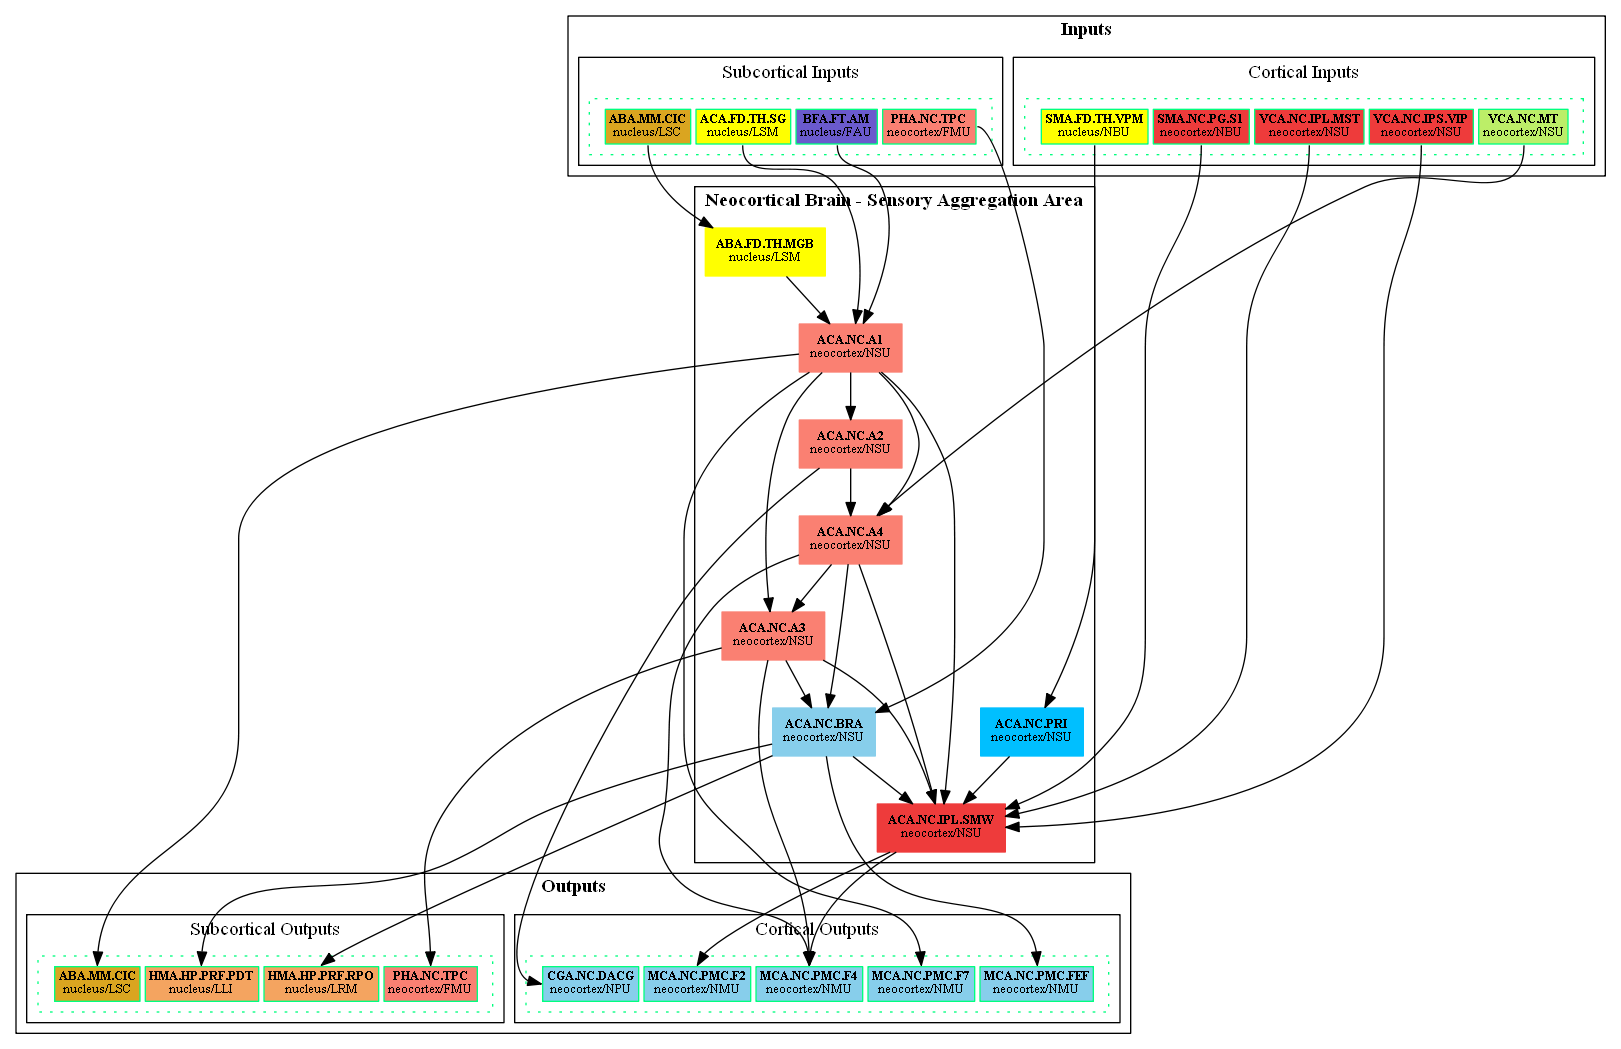 Inputs
Subcortical Inputs
Cortical Inputs
ABA.MM.CIC
nucleus/LSC
ACA.FD.TH.SG
nucleus/LSM
BFA.FT.AM
nucleus/FAU
PHA.NC.TPC
neocortex/FMU
SMA.FD.TH.VPM
nucleus/NBU
SMA.NC.PG.S1
neocortex/NBU
VCA.NC.IPL.MST
neocortex/NSU
VCA.NC.IPS.VIP
neocortex/NSU
VCA.NC.MT
neocortex/NSU
Neocortical Brain - Sensory Aggregation Area
ABA.FD.TH.MGB
nucleus/LSM
ACA.NC.A1
neocortex/NSU
ACA.NC.A2
neocortex/NSU
ACA.NC.A4
neocortex/NSU
ACA.NC.A3
neocortex/NSU
ACA.NC.BRA
neocortex/NSU
ACA.NC.PRI
neocortex/NSU
ACA.NC.IPL.SMW
neocortex/NSU
Outputs
Subcortical Outputs
Cortical Outputs
ABA.MM.CIC
nucleus/LSC
HMA.HP.PRF.PDT
nucleus/LLI
HMA.HP.PRF.RPO
nucleus/LRM
PHA.NC.TPC
neocortex/FMU
CGA.NC.DACG
neocortex/NPU
MCA.NC.PMC.F2
neocortex/NMU
MCA.NC.PMC.F4
neocortex/NMU
MCA.NC.PMC.F7
neocortex/NMU
MCA.NC.PMC.FEF
neocortex/NMU